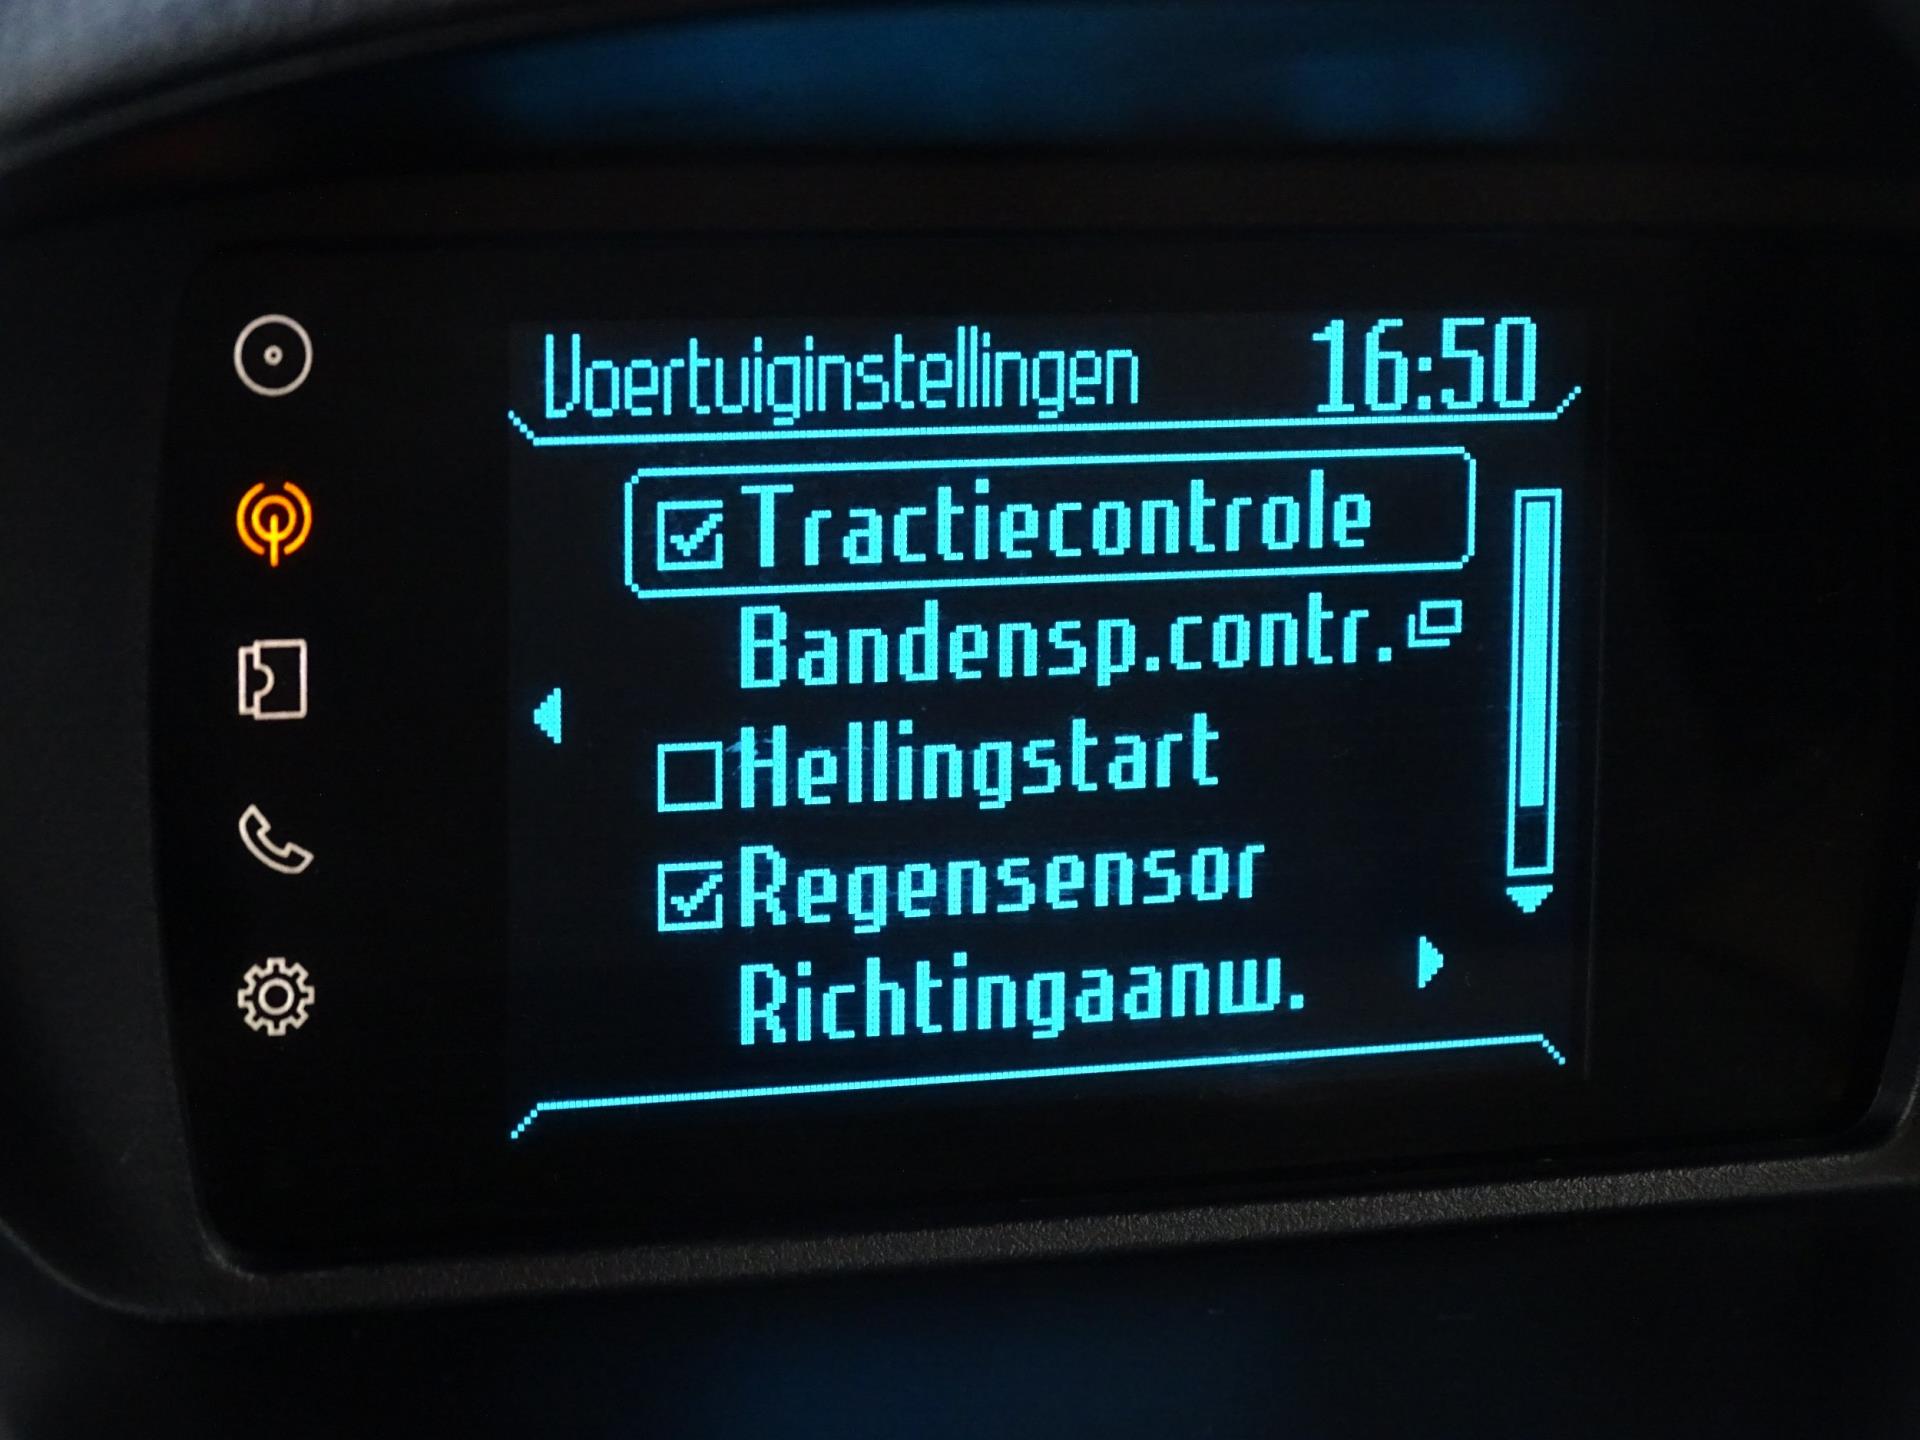 Voertuiginstellingen 16:50
Tractiecontrole
Bandensp.contr.
Hellingstart
Regensensor
Richtingaanw.